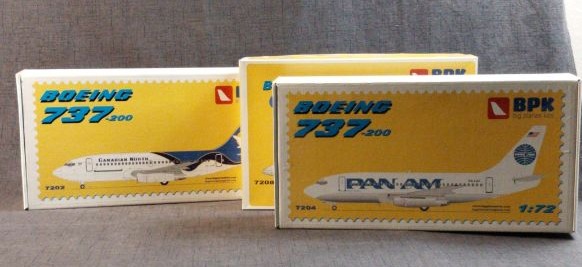 BOEING
737-200
CANADIAN NORTH
7202
7208
BPK
BOEING
737-200
BPK
big planes kits
PAN AM
7204
1:72